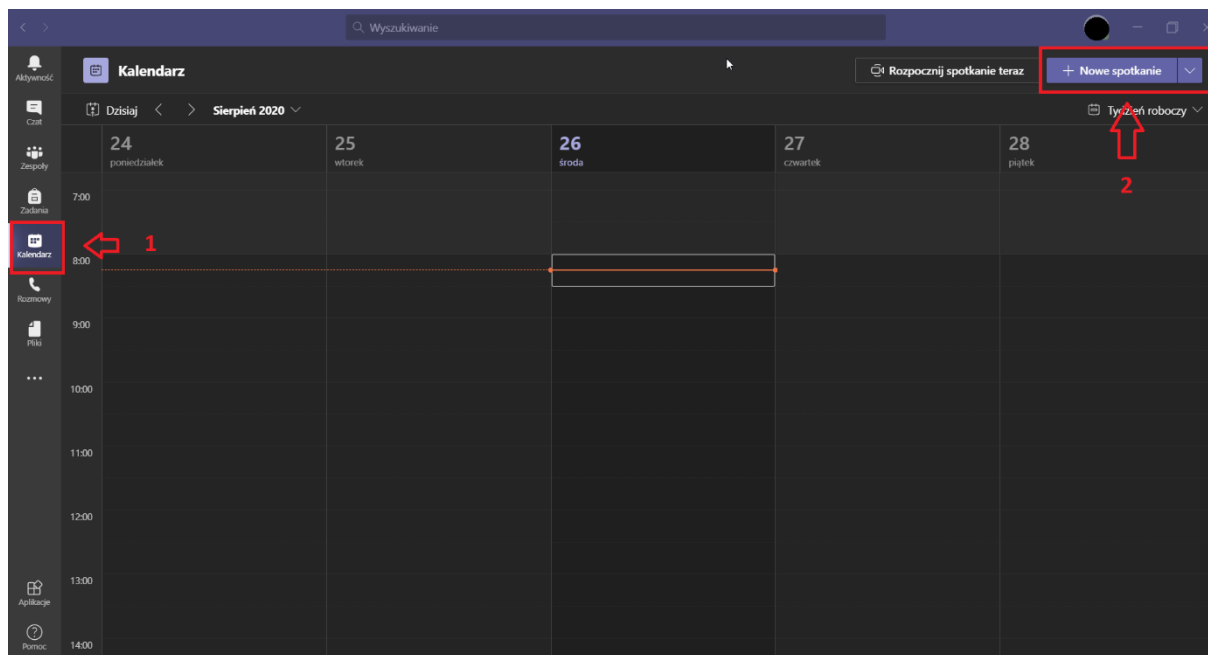 Wyszukiwanie
Aktywność
Czat
Zespoły
Zadania
Kalendarz
Rozmowy
Pliki
Aplikacje
Pomoc
Kalendarz
Rozpocznij spotkanie teraz
+ Nowe spotkanie
Dzisiaj
Sierpień 2020
Tydzień roboczy
24 poniedziałek
25 wtorek
26 środa
27 czwartek
28 piątek
2
1
7:00
8:00
9:00
10:00
11:00
12:00
13:00
14:00